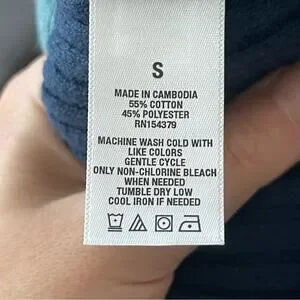 S
MADE IN CAMBODIA
55% COTTON
45% POLYESTER
RN154379
MACHINE WASH COLD WITH
LIKE COLORS
GENTLE CYCLE
ONLY NON-CHLORINE BLEACH
WHEN NEEDED
TUMBLE DRY LOW
COOL IRON IF NEEDED